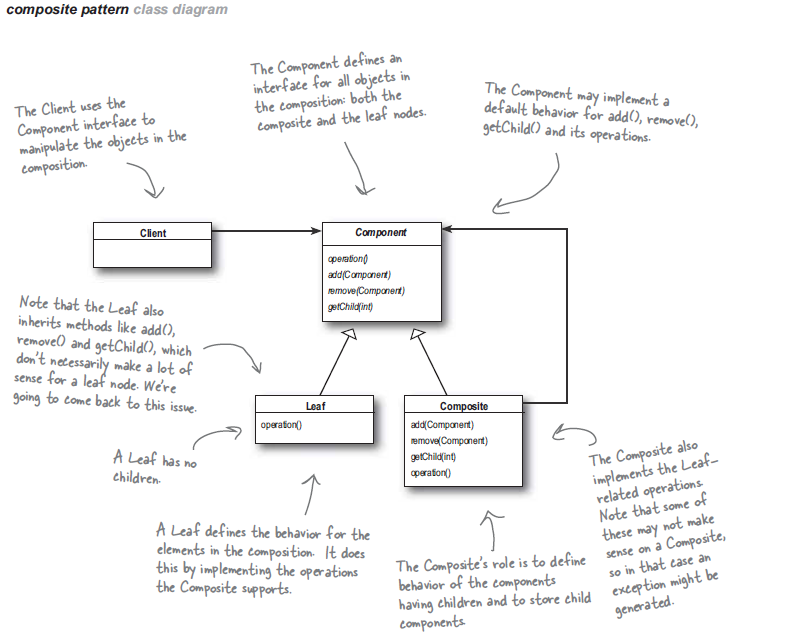 composite pattern class diagram
The Component defines an
interface for all objects in
the composition: both the
composite and the leaf nodes.
The Component may implement a
default behavior for add(), remove(),
getChild() and its operations.
The Client uses the
Component interface to
manipulate the objects in the
composition.
Client
Component
operation()
add(Component)
remove(Component)
getChild(int)
Note that the Leaf also
inherits methods like add(),
remove() and getChild(), which
don't necessarily make a lot of
sense for a leaf node. We're
going to come back to this issue.
Leaf
operation()
Composite
add(Component)
remove(Component)
getChild(int)
operation()
A Leaf has no
children.
The Composite also
implements the Leaf-
related operations.
Note that some of
these may not make
sense on a Composite,
so in that case an
exception might be
generated.
A Leaf defines the behavior for the
elements in the composition. It does
this by implementing the operations
the Composite supports.
The Composite's role is to define
behavior of the components
having children and to store child
components.